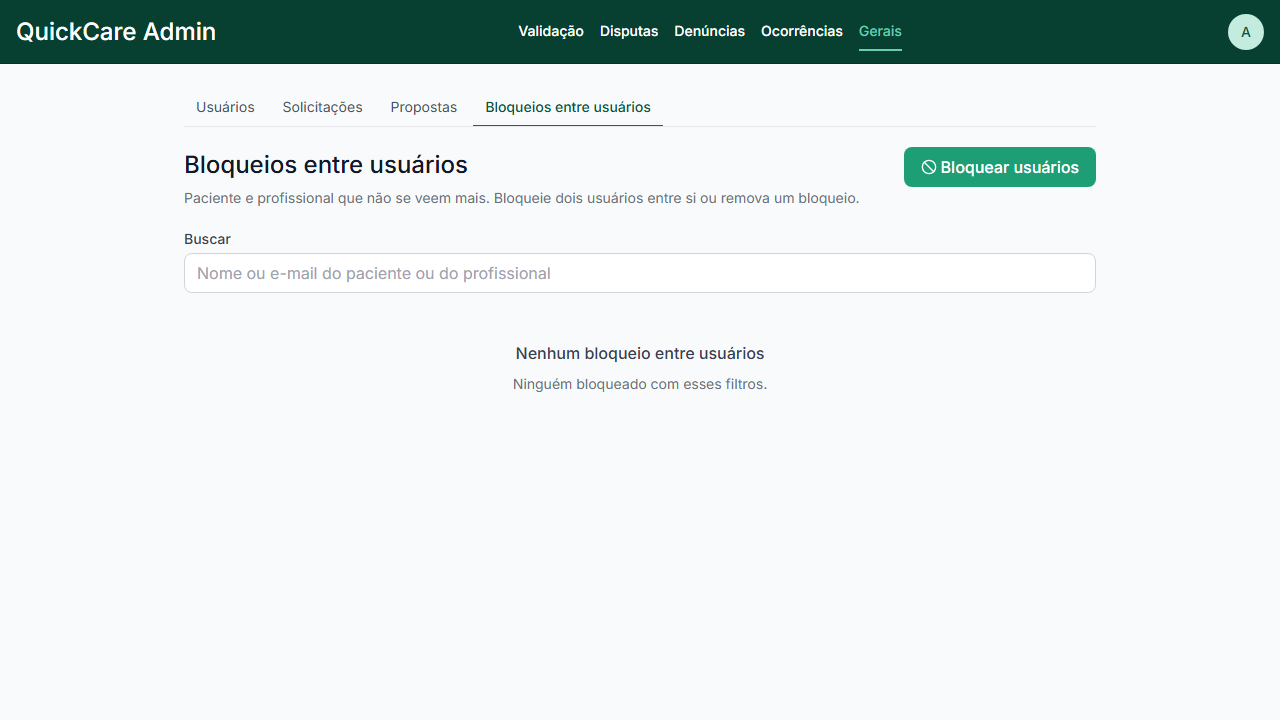 QuickCare Admin
Validação
Disputas
Denúncias
Ocorrências
Gerais
A
Usuários
Solicitações
Propostas
Bloqueios entre usuários
Bloqueios entre usuários
Bloquear usuários
Paciente e profissional que não se veem mais. Bloqueie dois usuários entre si ou remova um bloqueio.
Buscar
Nome ou e-mail do paciente ou do profissional
Nenhum bloqueio entre usuários
Ninguém bloqueado com esses filtros.